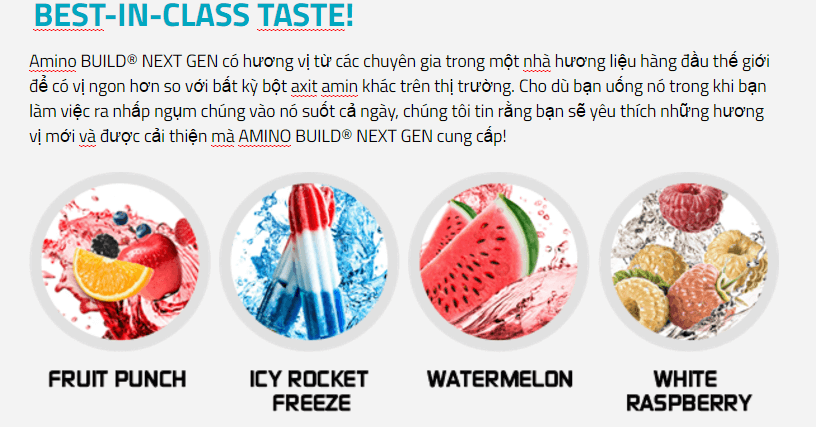 BEST-IN-CLASS TASTE!
Amino BUILD® NEXT GEN có hương vị từ các chuyên gia trong một nhà hương liệu hàng đầu thế giới
để có vị ngon hơn so với bất kỳ bột axit amin khác trên thị trường. Cho dù bạn uống nó trong khi bạn
làm việc ra nhấp ngụm chúng vào nó suốt cả ngày, chúng tôi tin rằng bạn sẽ yêu thích những hương
vị mới và được cải thiện mà AMINO BUILD® NEXT GEN cung cấp!
FRUIT PUNCH
ICY ROCKET
FREEZE
WATERMELON
WHITE
RASPBERRY